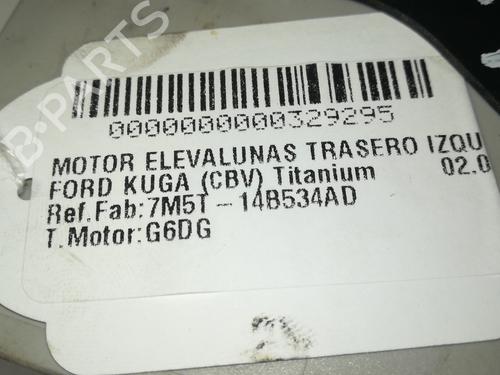 B-PARTS
0000000000329295
MOTOR ELEVALUNAS TRASERO IZQU
FORD KUGA (CBV) Titanium 02.0
Ref.Fab:7M5T-14B534AD
T.Motor:G6DG